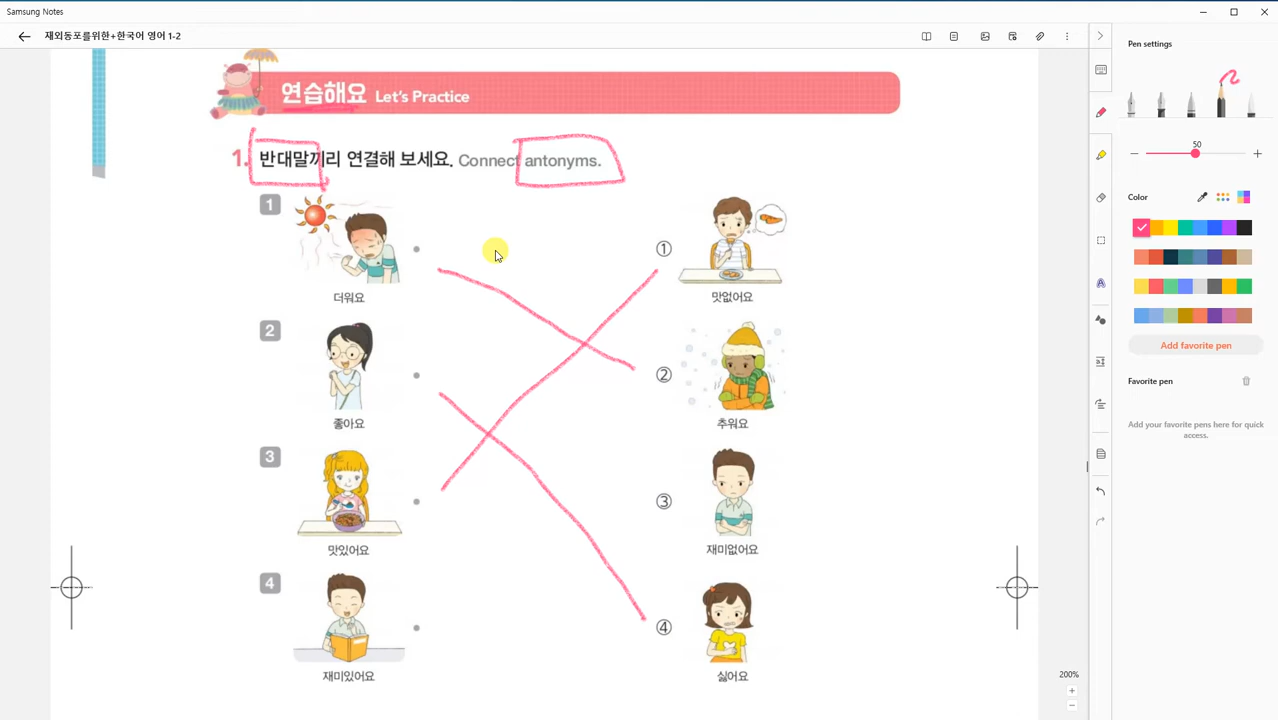 Samsung Notes
재외동포를위한+한국어 영어 1-2
Pen settings
50
Color
Add favorite pen
Favorite pen
Add your favorite pens here for quick
access.
200%
연습해요 Let's Practice
1. 반대말끼리 연결해 보세요. Connect antonyms.
1
①
더워요
맛없어요
2
②
좋아요
추워요
3
③
맛있어요
재미없어요
4
④
재미있어요
싫어요